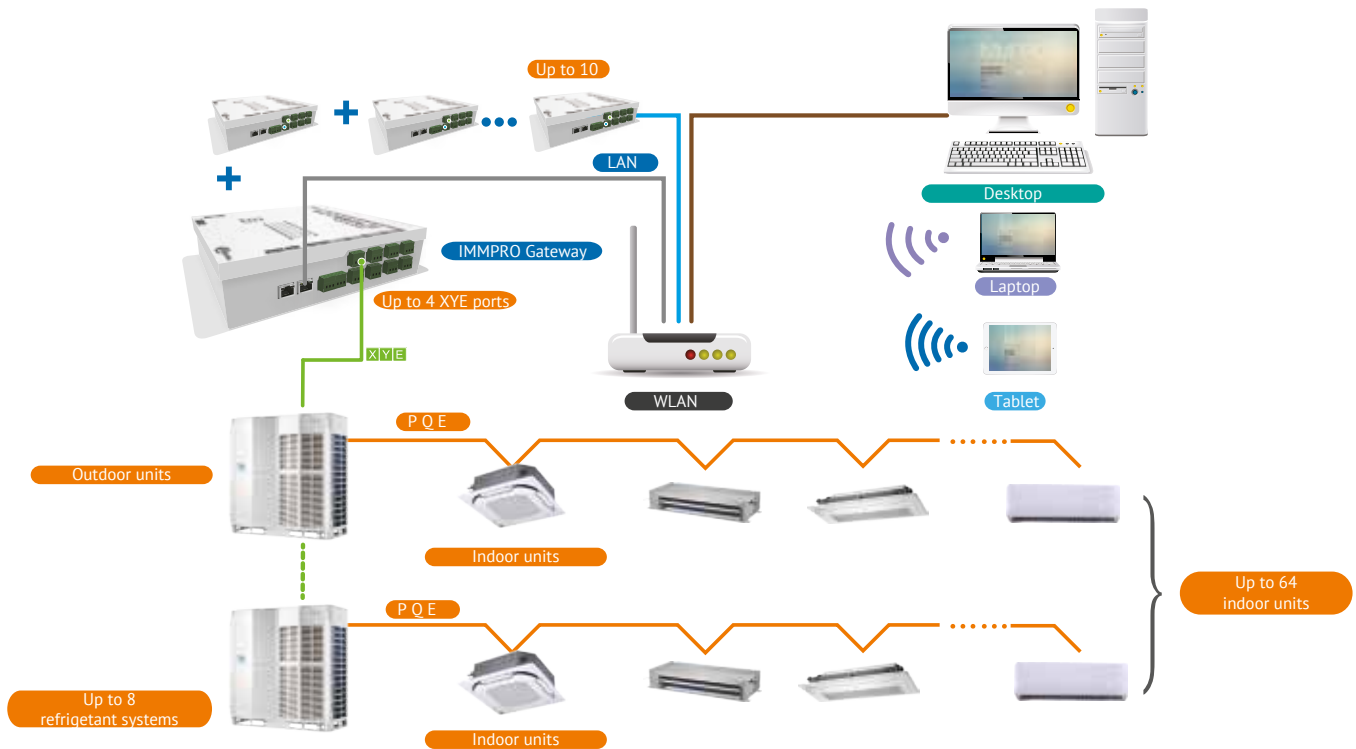 Up to 10
LAN
Desktop
IMMPRO Gateway
Laptop
Up to 4 XYE ports
X Y E
WLAN
Tablet
P Q E
Outdoor units
Indoor units
Up to 64
indoor units
P Q E
Up to 8
refrigetant systems
Indoor units